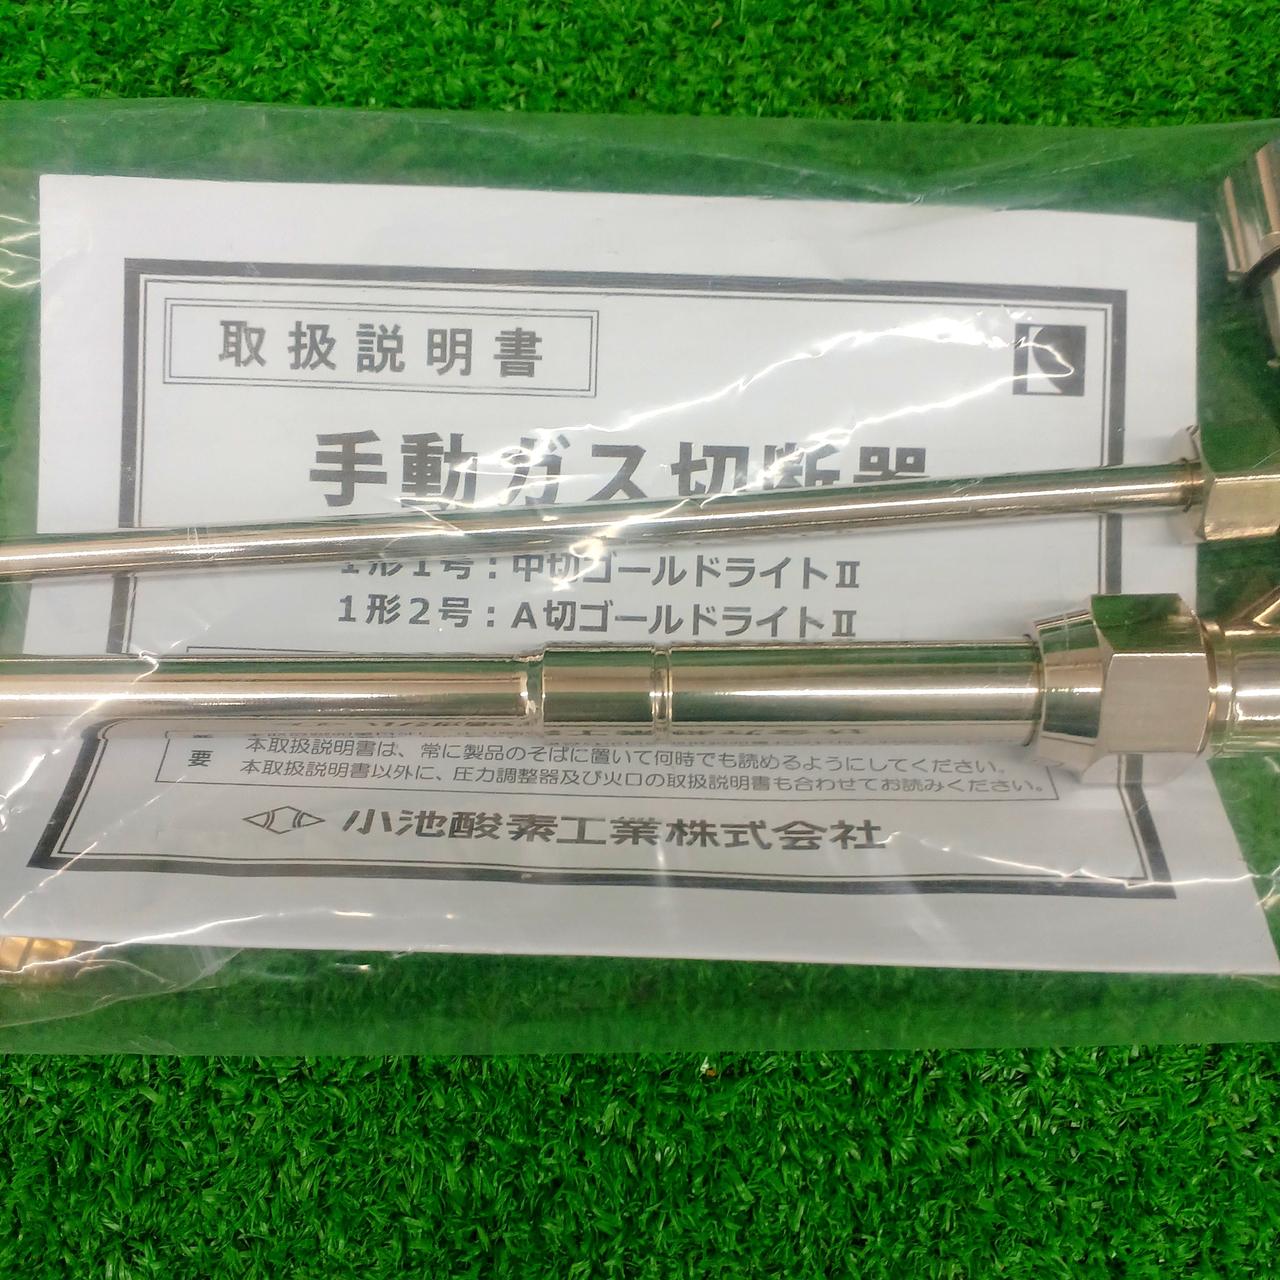 取扱説明書
手動ガス切断器
1形1号：中切ゴールドライトⅡ
1形2号：A切ゴールドライトⅡ
要
本取扱説明書は、常に製品のそばに置いて何時でも読めるようにしてください。
本取扱説明書以外に、圧力調整器及び火口の取扱説明書も合わせてお読みください。
小池酸素工業株式会社